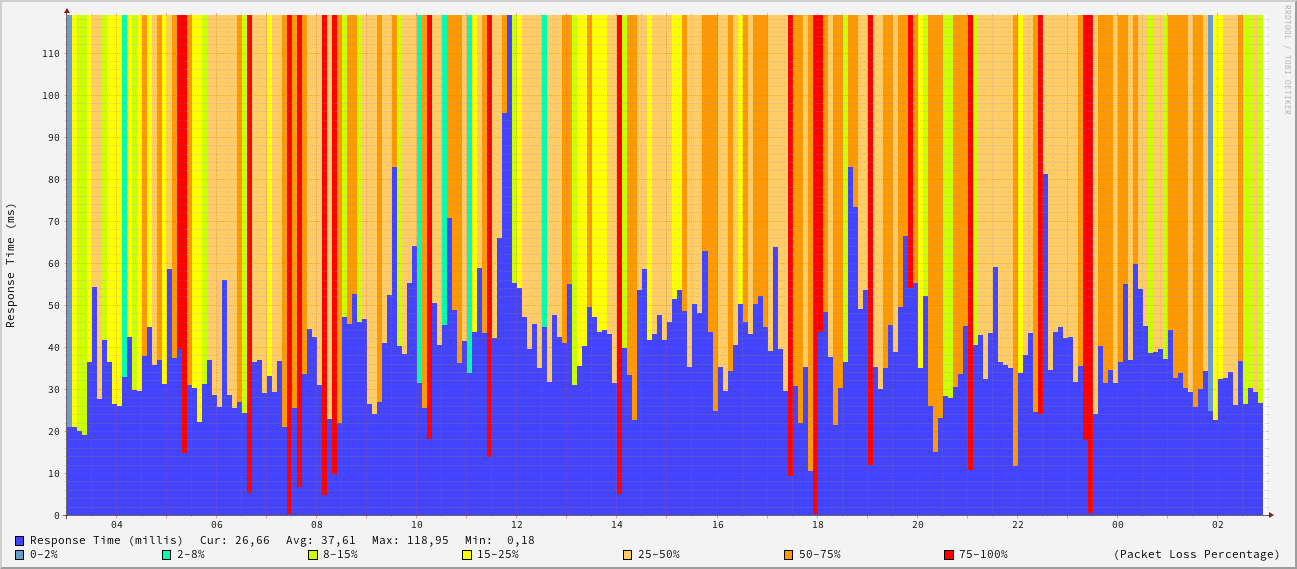 RRDTOOL / TOBI OETIKER
Response Time (ms)
110
100
90
80
70
60
50
40
30
20
10
0
04 06 08 10 12 14 16 18 20 22 00 02
Response Time (millis) Cur: 26,66 Avg: 37,61 Max: 118,95 Min: 0,18
0-2% 2-8% 8-15% 15-25% 25-50% 50-75% 75-100% (Packet Loss Percentage)